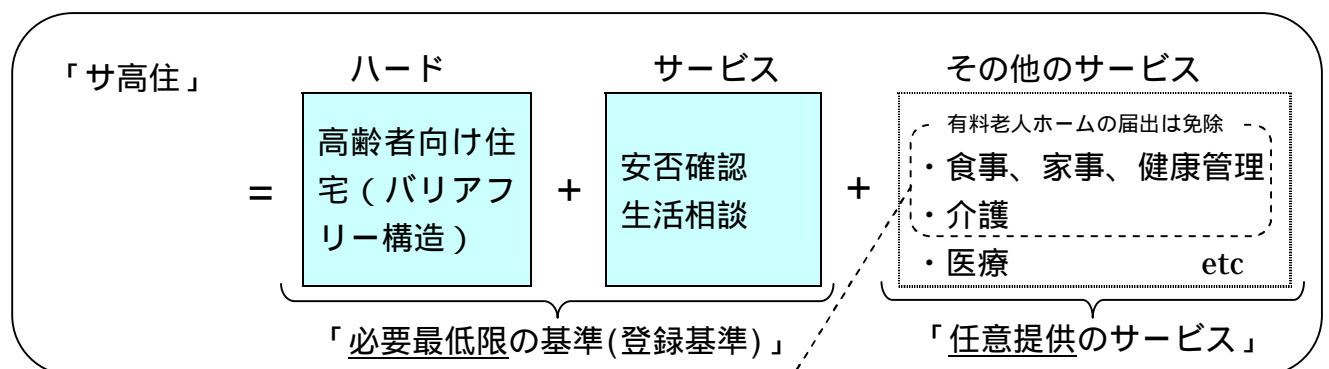 「サ高住」
ハード
サービス
その他のサービス
高齢者向け住
宅(バリアフ
リー構造)
安否確認
生活相談
有料老人ホームの届出は免除
・食事、家事、健康管理
・介護
・医療 etc
=
+
+
「必要最低限の基準(登録基準)」
「任意提供のサービス」